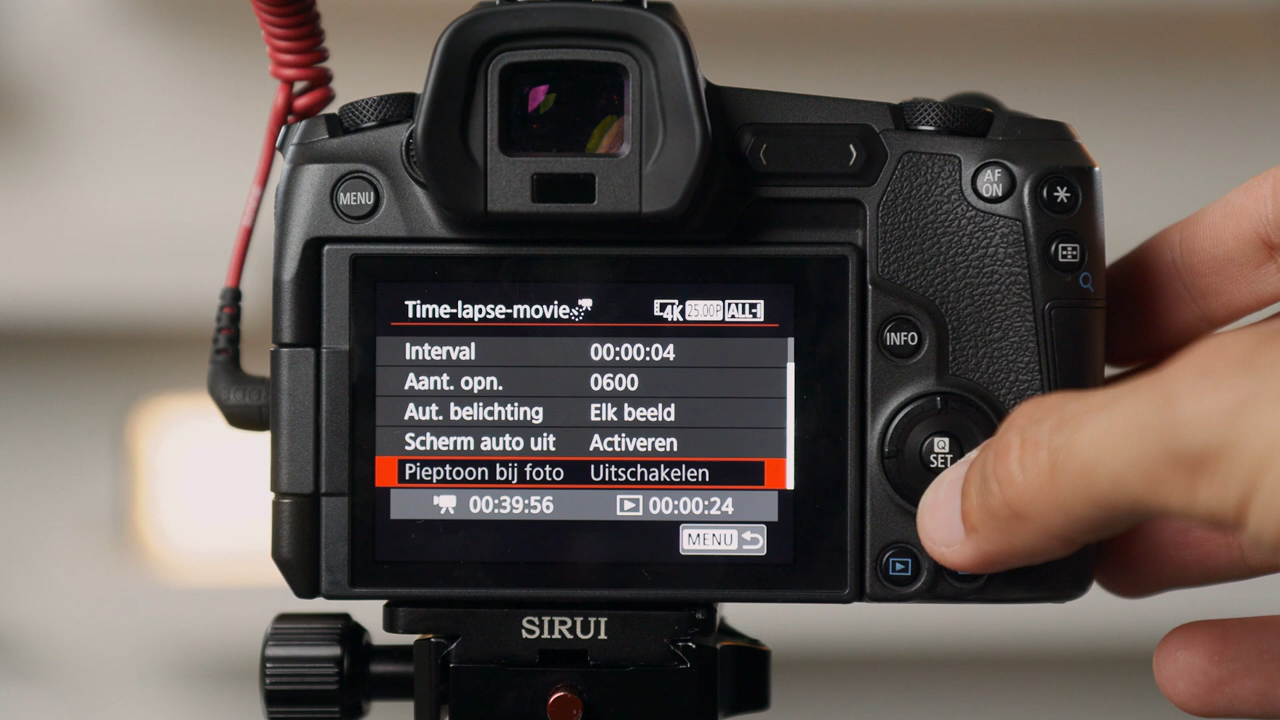 MENU
AF
ON
Time-lapse-movie 4K 25.00P ALL-I
INFO
Interval 00:00:04
Aant. opn. 0600
Aut. belichting Elk beeld
Scherm auto uit Activeren
Q
SET
Pieptoon bij foto Uitschakelen
00:39:56 00:00:24
MENU
SIRUI